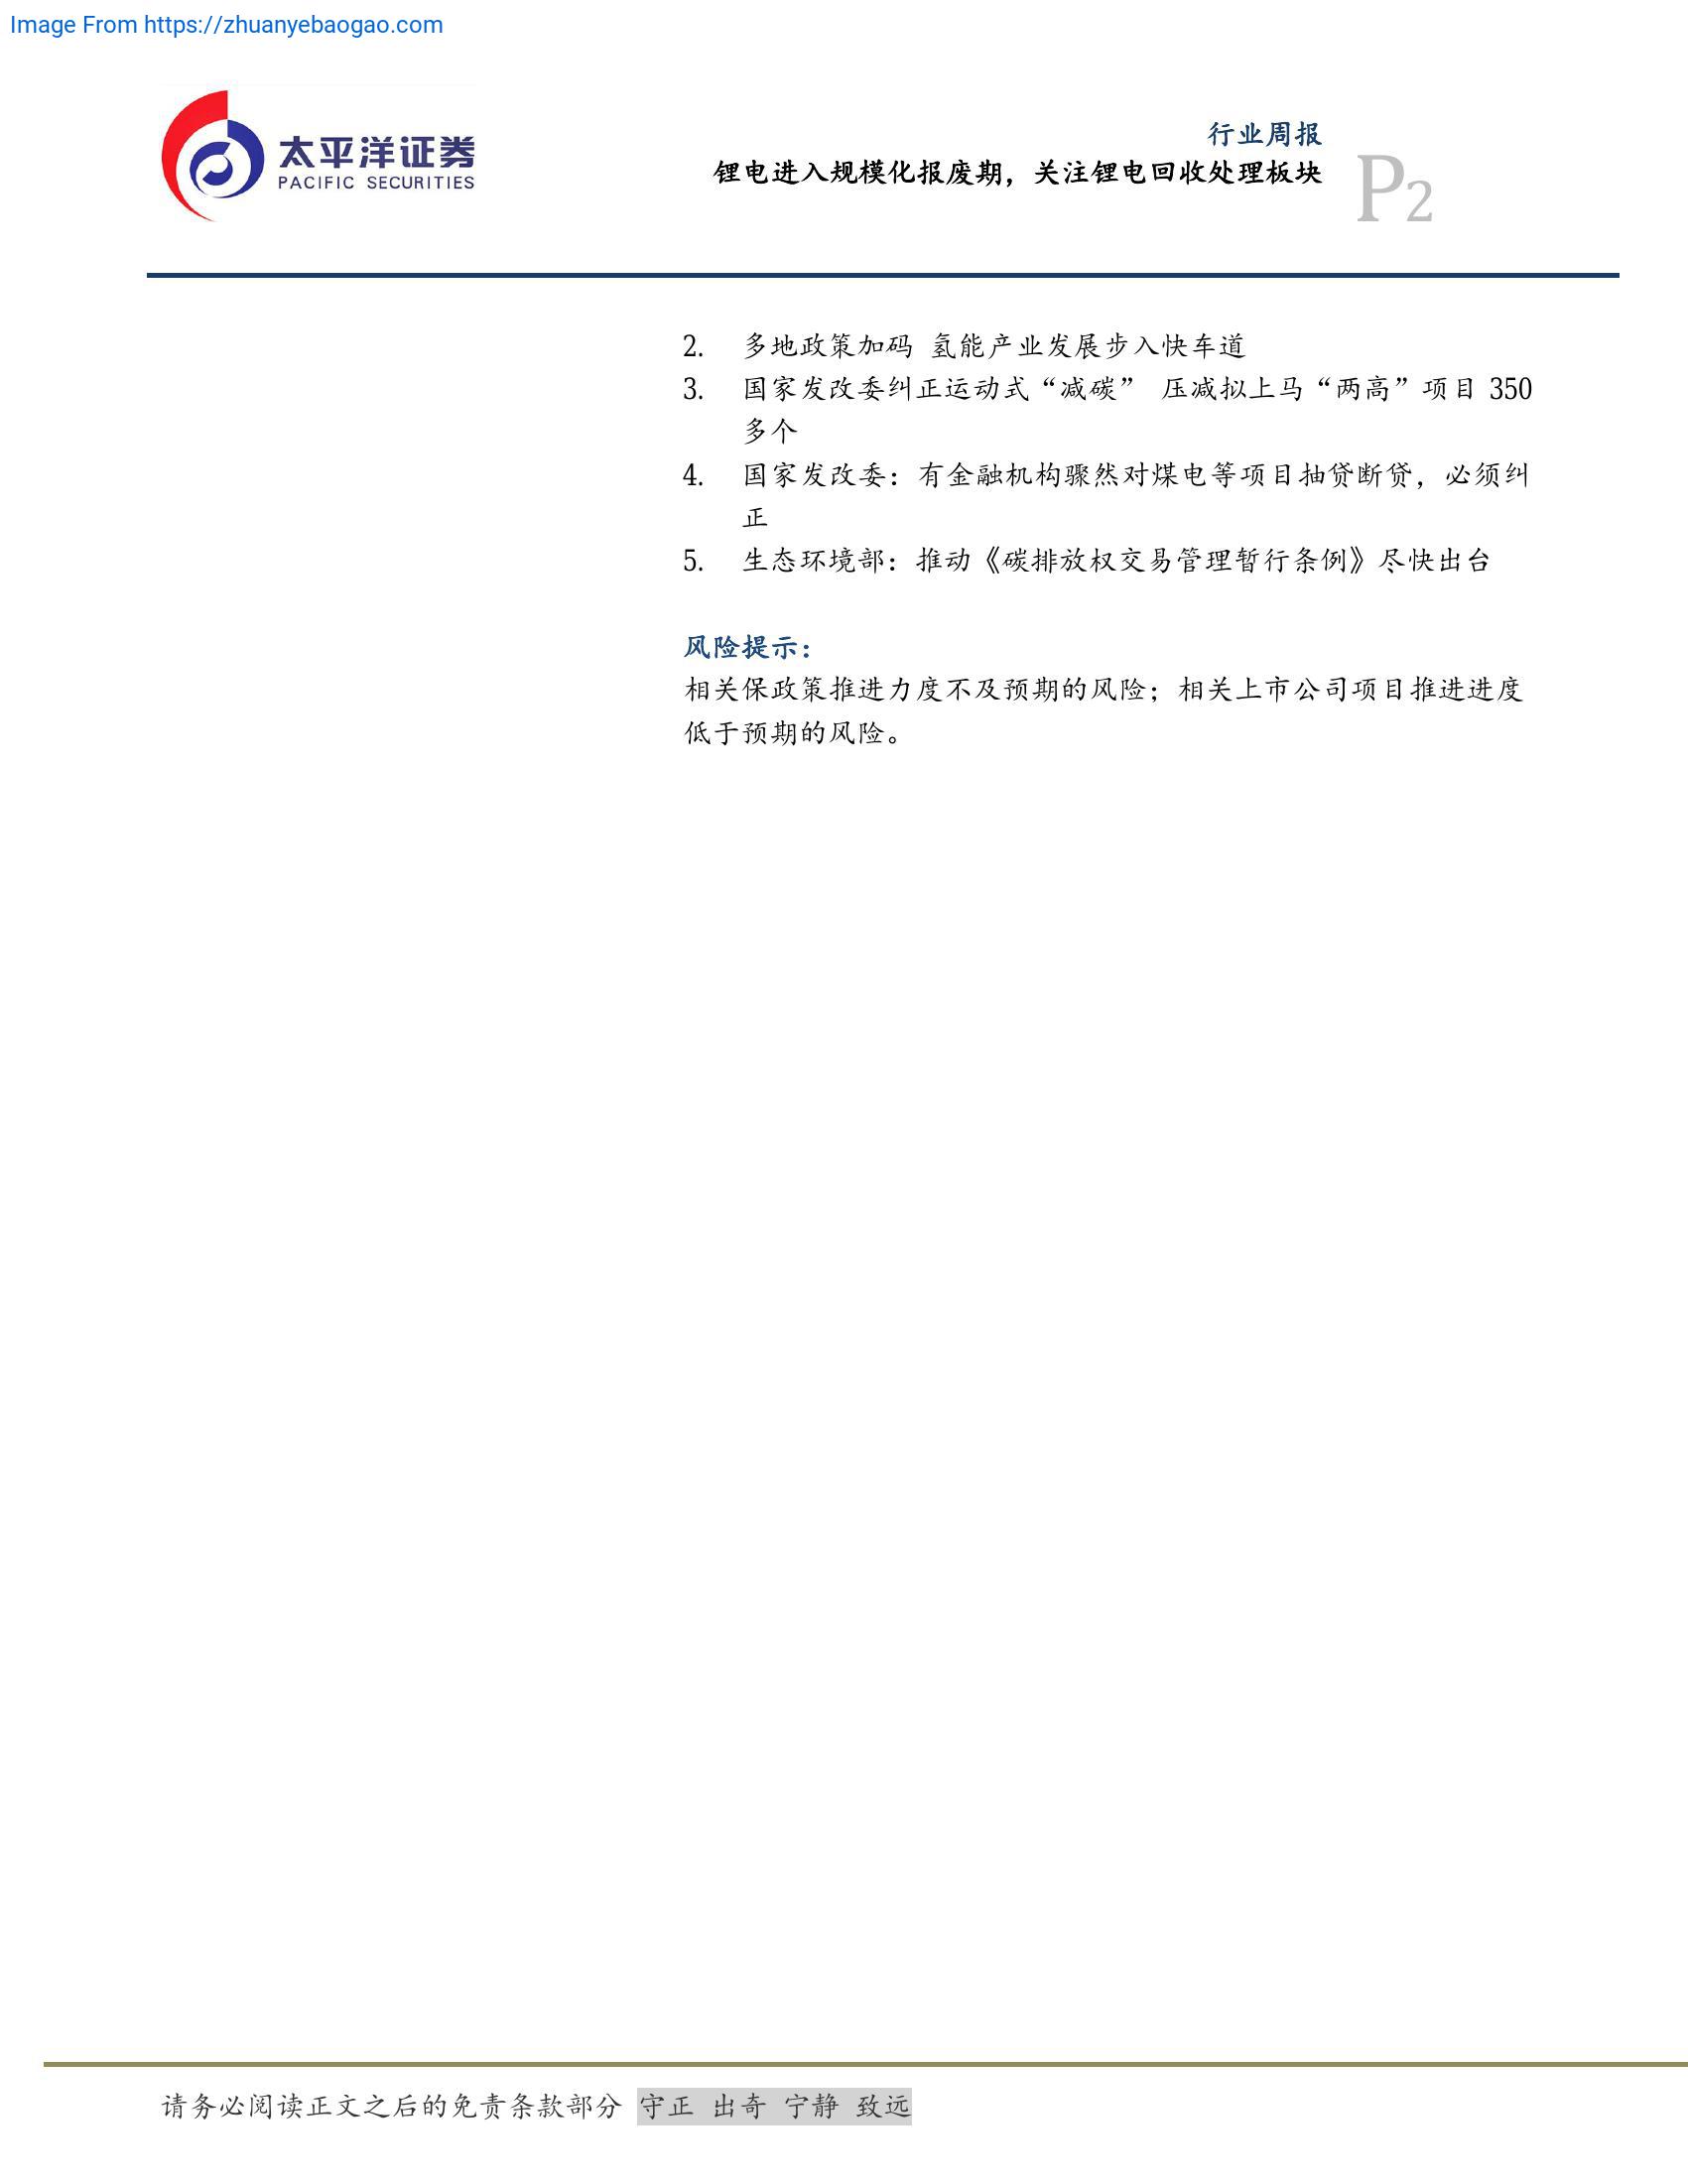 Image From https://zhuanyebaogao.com
太平洋证券
PACIFIC SECURITIES
行业周报
锂电进入规模化报废期，关注锂电回收处理板块
P2
2. 多地政策加码 氢能产业发展步入快车道
3. 国家发改委纠正运动式“减碳” 压减拟上马“两高”项目 350
多个
4. 国家发改委：有金融机构骤然对煤电等项目抽贷断贷，必须纠
正
5. 生态环境部：推动《碳排放权交易管理暂行条例》尽快出台
风险提示：
相关保政策推进力度不及预期的风险；相关上市公司项目推进进度
低于预期的风险。
请务必阅读正文之后的免责条款部分 守正 出奇 宁静 致远